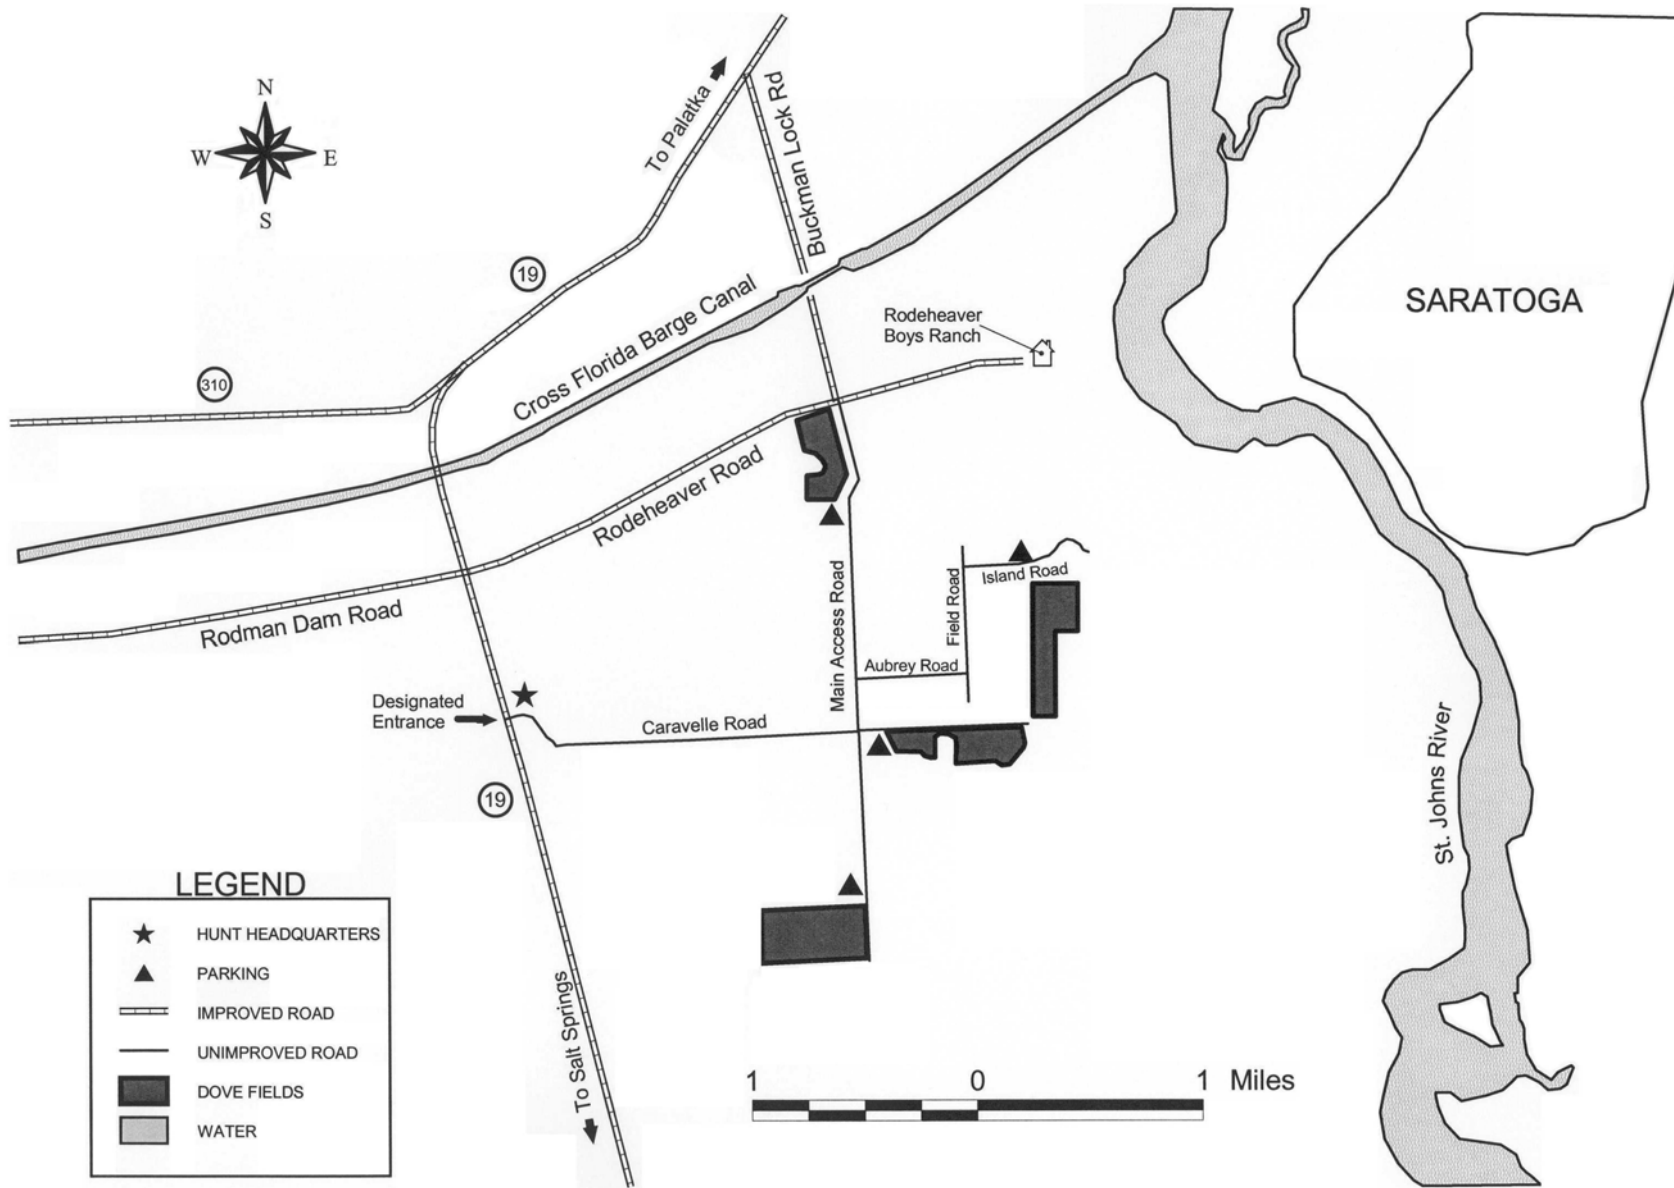 N
W
E
S
To Palatka
Buckman Lock Rd
19
Cross Florida Barge Canal
310
Rodeheaver
Boys Ranch
SARATOGA
Rodeheaver Road
Rodman Dam Road
Main Access Road
Field Road
Island Road
Aubrey Road
Designated
Entrance
Caravelle Road
19
St. Johns River
To Salt Springs
LEGEND
HUNT HEADQUARTERS
PARKING
IMPROVED ROAD
UNIMPROVED ROAD
DOVE FIELDS
WATER
1 0 1 Miles